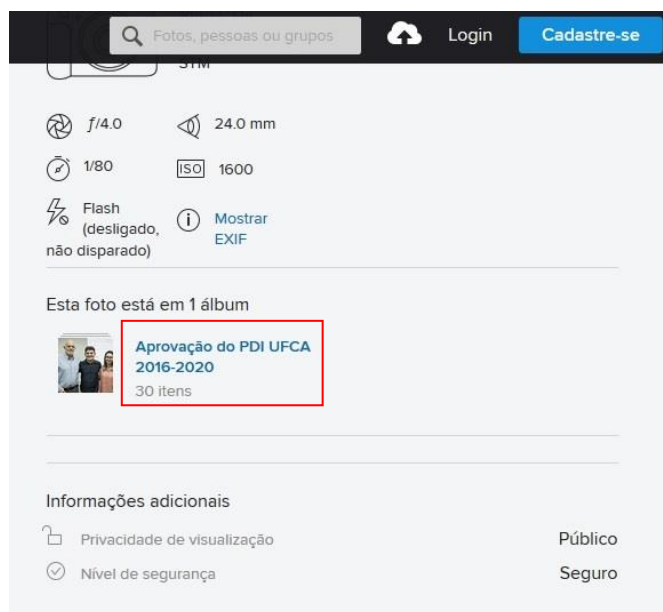 Fotos, pessoas ou grupos
Login
Cadastre-se
STM
ƒ/4.0
24.0 mm
1/80
ISO 1600
Flash
(desligado,
não disparado)
Mostrar
EXIF
Esta foto está em 1 álbum
Aprovação do PDI UFCA
2016-2020
30 itens
Informações adicionais
Privacidade de visualização
Público
Nível de segurança
Seguro